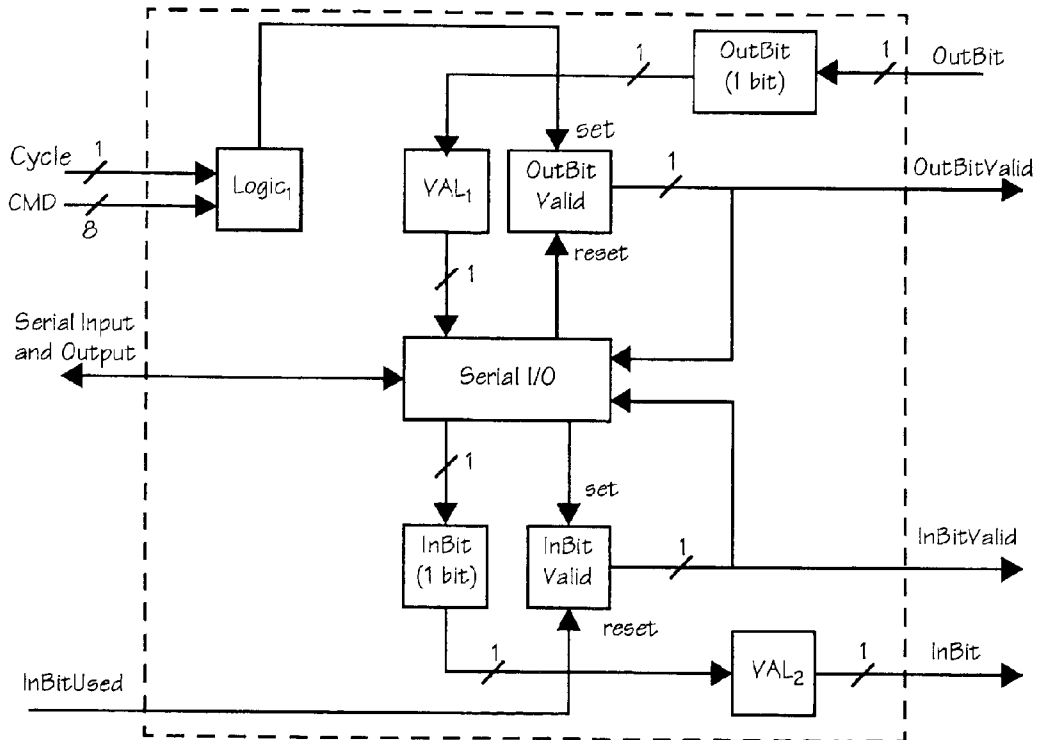 1
OutBit
(1 bit)
1
OutBit
set
Cycle
1
CMD
8
Logic₁
VAL₁
OutBit
Valid
1
OutBitValid
reset
1
Serial Input
and Output
Serial I/O
1
set
InBit
(1 bit)
InBit
Valid
1
InBitValid
reset
1
VAL₂
1
InBit
InBitUsed